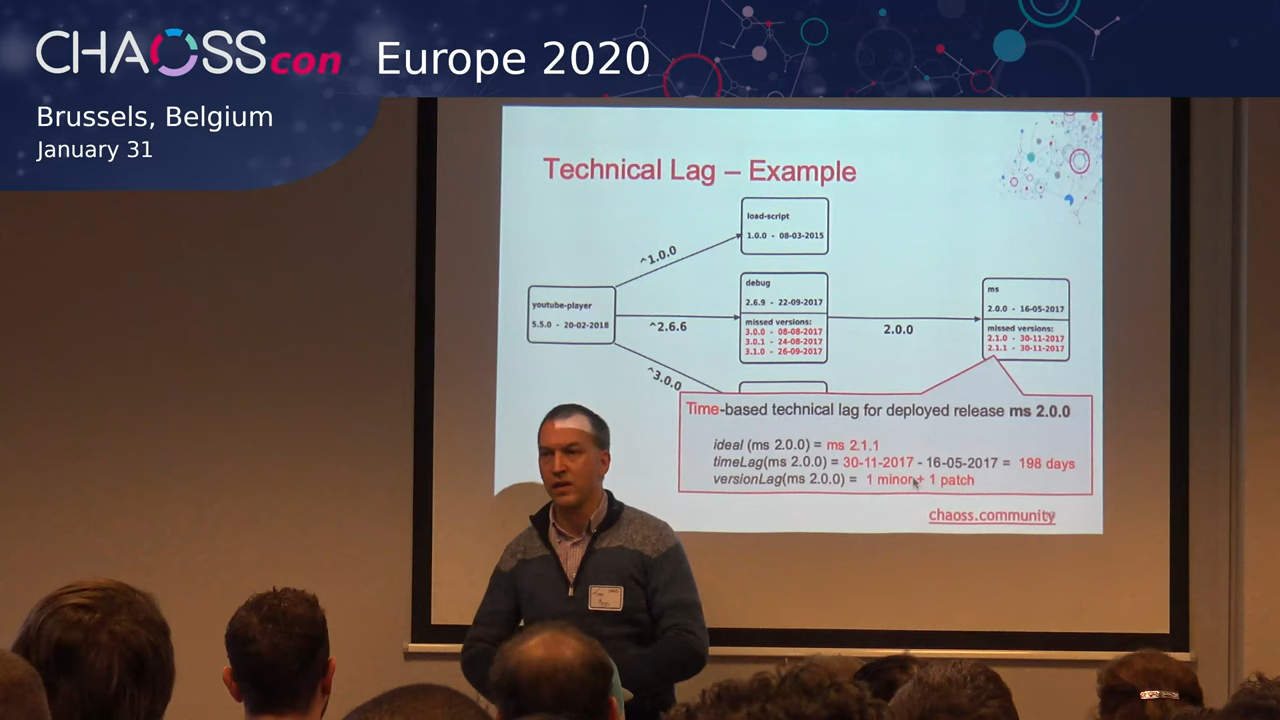 CHAOSScon Europe 2020
Brussels, Belgium
January 31
Technical Lag – Example
load-script
1.0.0 - 08-03-2015
^1.0.0
youtube-player
5.5.0 - 20-02-2018
^2.6.6
debug
2.6.9 - 22-09-2017
missed versions:
3.0.0 - 08-08-2017
3.0.1 - 24-08-2017
3.1.0 - 26-09-2017
2.0.0
ms
2.0.0 - 16-05-2017
missed versions:
2.1.0 - 30-11-2017
2.1.1 - 30-11-2017
^3.0.0
Time-based technical lag for deployed release ms 2.0.0
ideal (ms 2.0.0) = ms 2.1.1
timeLag(ms 2.0.0) = 30-11-2017 - 16-05-2017 = 198 days
versionLag(ms 2.0.0) = 1 minor + 1 patch
chaoss.community